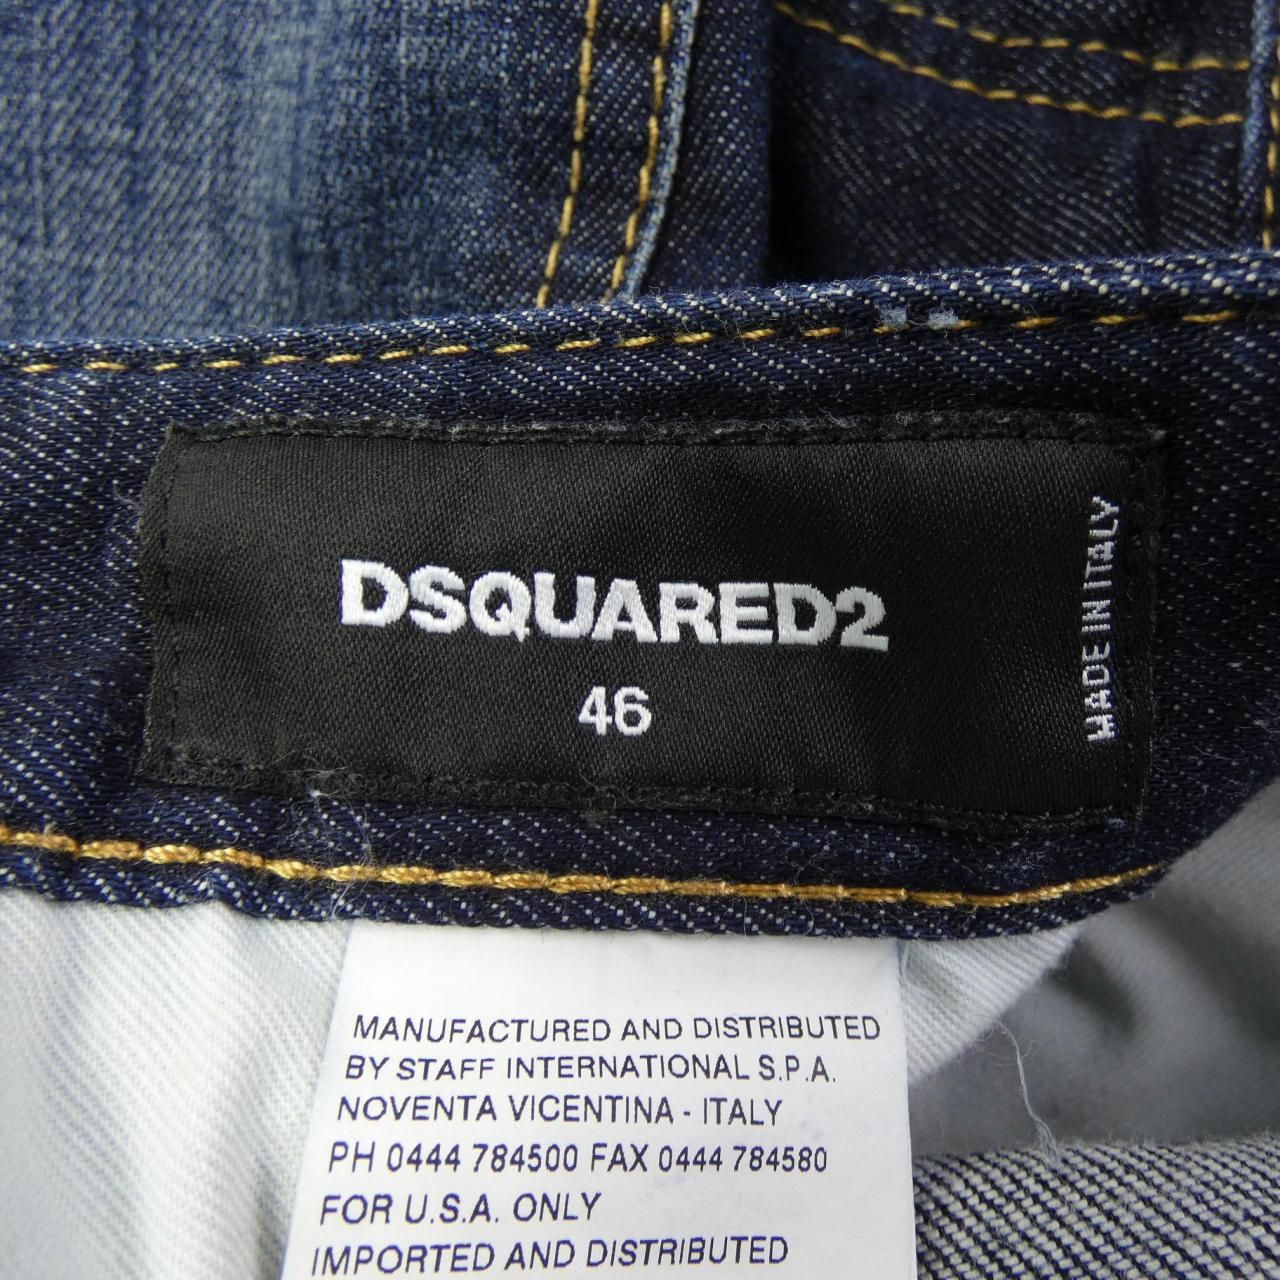 DSQUARED2
46
MADE IN ITALY
MANUFACTURED AND DISTRIBUTED
BY STAFF INTERNATIONAL S.P.A.
NOVENTA VICENTINA - ITALY
PH 0444 784500 FAX 0444 784580
FOR U.S.A. ONLY
IMPORTED AND DISTRIBUTED